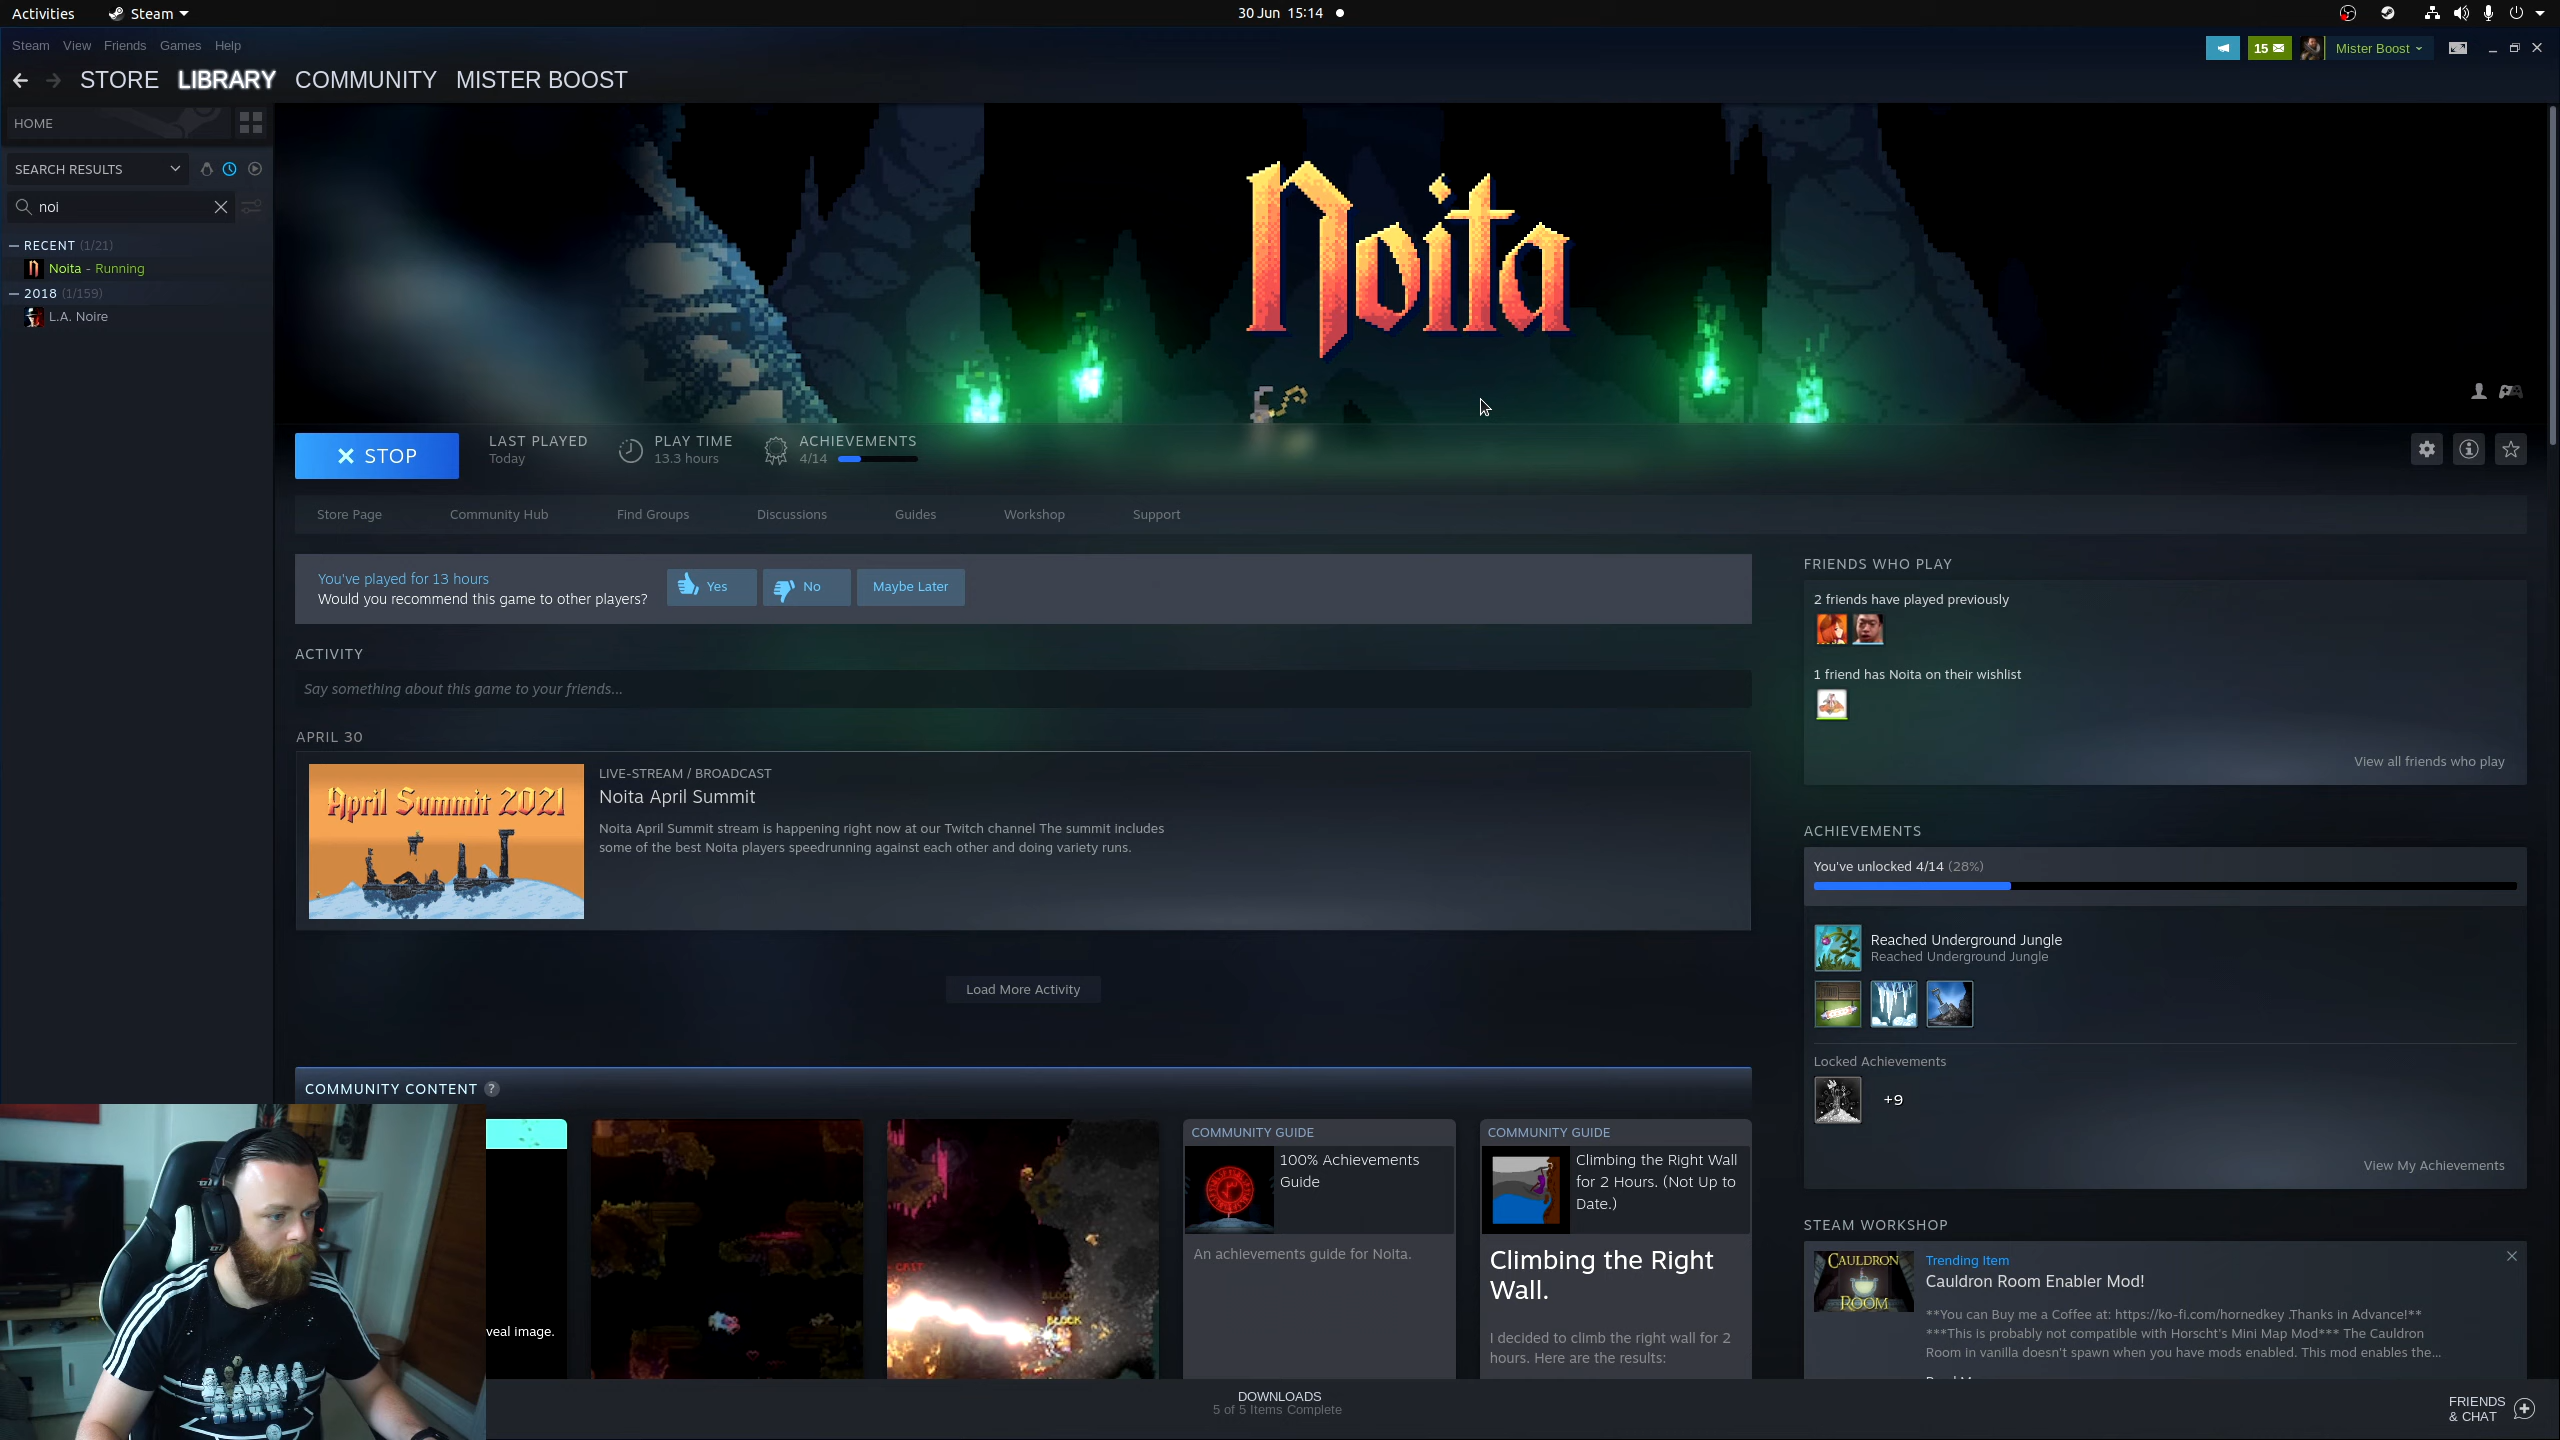 Activities
Steam
30 Jun 15:14
Steam View Friends Games Help
15
Mister Boost
STORE LIBRARY COMMUNITY MISTER BOOST
HOME
SEARCH RESULTS
noi
RECENT (1/21)
Noita - Running
2018 (1/159)
L.A. Noire
Noita
STOP
LAST PLAYED
Today
PLAY TIME
13.3 hours
ACHIEVEMENTS
4/14
Store Page Community Hub Find Groups Discussions Guides Workshop Support
You've played for 13 hours
Would you recommend this game to other players?
Yes
No
Maybe Later
ACTIVITY
Say something about this game to your friends...
APRIL 30
April Summit 2021
LIVE-STREAM / BROADCAST
Noita April Summit
Noita April Summit stream is happening right now at our Twitch channel The summit includes
some of the best Noita players speedrunning against each other and doing variety runs.
Load More Activity
COMMUNITY CONTENT ?
veal image.
CRIT
BLOCK
BLOCK
COMMUNITY GUIDE
100% Achievements
Guide
An achievements guide for Noita.
COMMUNITY GUIDE
Climbing the Right Wall
for 2 Hours. (Not Up to
Date.)
Climbing the Right
Wall.
I decided to climb the right wall for 2
hours. Here are the results:
FRIENDS WHO PLAY
2 friends have played previously
1 friend has Noita on their wishlist
View all friends who play
ACHIEVEMENTS
You've unlocked 4/14 (28%)
Reached Underground Jungle
Reached Underground Jungle
Locked Achievements
+9
View My Achievements
STEAM WORKSHOP
CAULDRON
ROOM
Trending Item
Cauldron Room Enabler Mod!
**You can Buy me a Coffee at: https://ko-fi.com/hornedkey .Thanks in Advance!**
***This is probably not compatible with Horscht's Mini Map Mod*** The Cauldron
Room in vanilla doesn't spawn when you have mods enabled. This mod enables the...
DOWNLOADS
5 of 5 Items Complete
FRIENDS
& CHAT